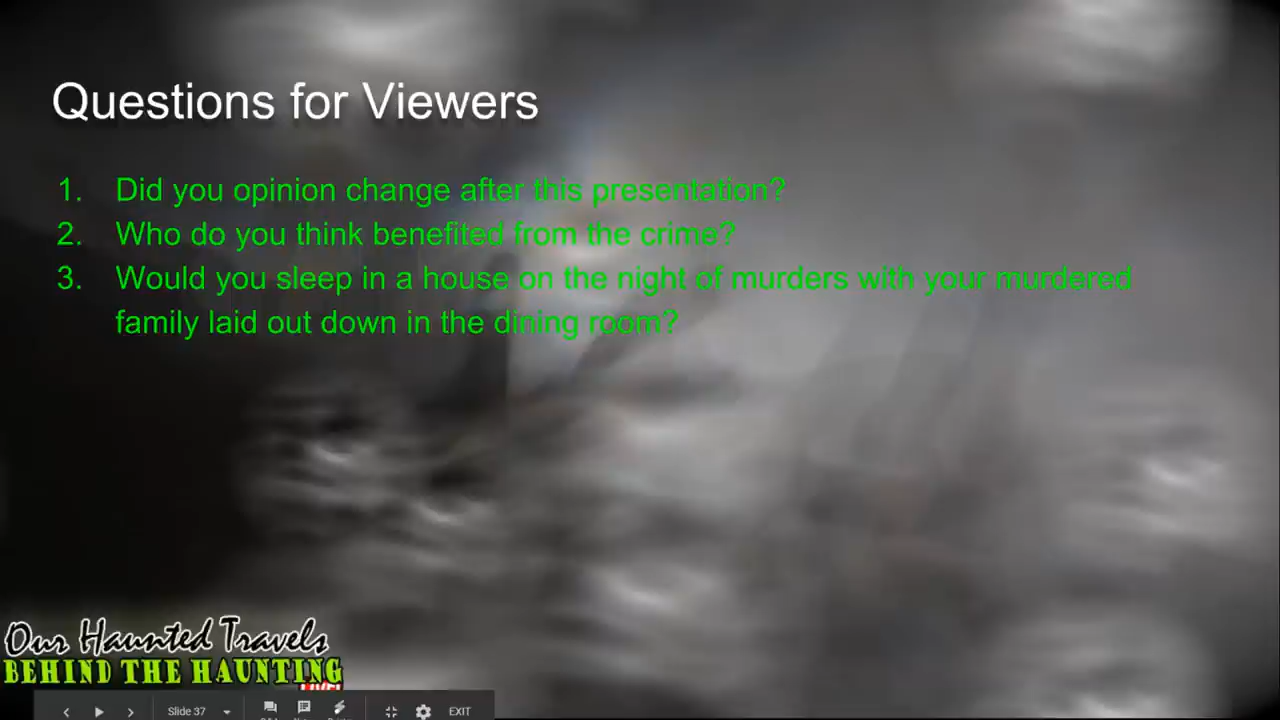 Questions for Viewers
1. Did you opinion change after this presentation?
2. Who do you think benefited from the crime?
3. Would you sleep in a house on the night of murders with your murdered
family laid out down in the dining room?
Our Haunted Travels
BEHIND THE HAUNTING
LIVE!
Slide 37
EXIT